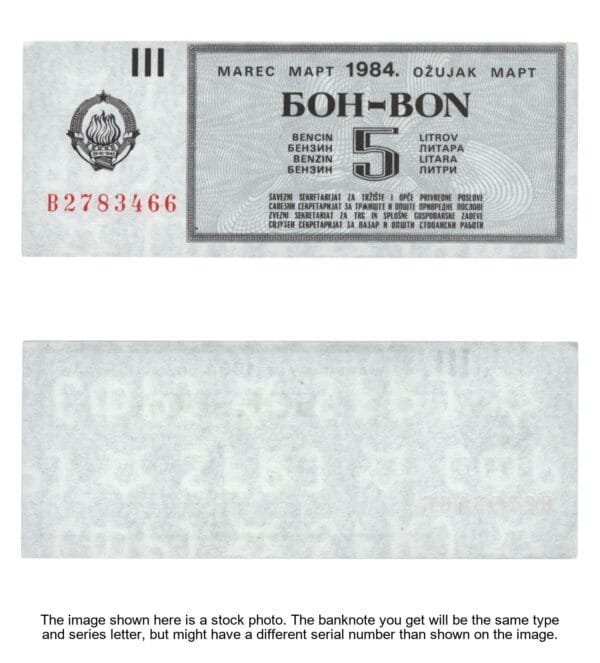 III
MAREC МАРТ 1984. OŽUJAK МАРТ
БОН-BON
BENCIN 5 LITROV
БЕНЗИН ЛИТАРА
BENZIN LITARA
БЕНЗИН ЛИТРИ
B2783466
SAVEZNI SEKRETARIJAT ZA TRŽIŠTE I OPĆE PRIVREDNE POSLOVE
САВЕЗНИ СЕКРЕТАРИЈАТ ЗА ТРЖИШТЕ И ОПШТЕ ПРИВРЕДНЕ ПОСЛОВЕ
ZVEZNI SEKRETARIAT ZA TRG IN SPLOŠNE GOSPODARSKE ZADEVE
СОЈУЗЕН СЕКРЕТАРИЈАТ ЗА ПАЗАР И ОПШТИ СТОПАНСКИ РАБОТИ
The image shown here is a stock photo. The banknote you get will be the same type
and series letter, but might have a different serial number than shown on the image.